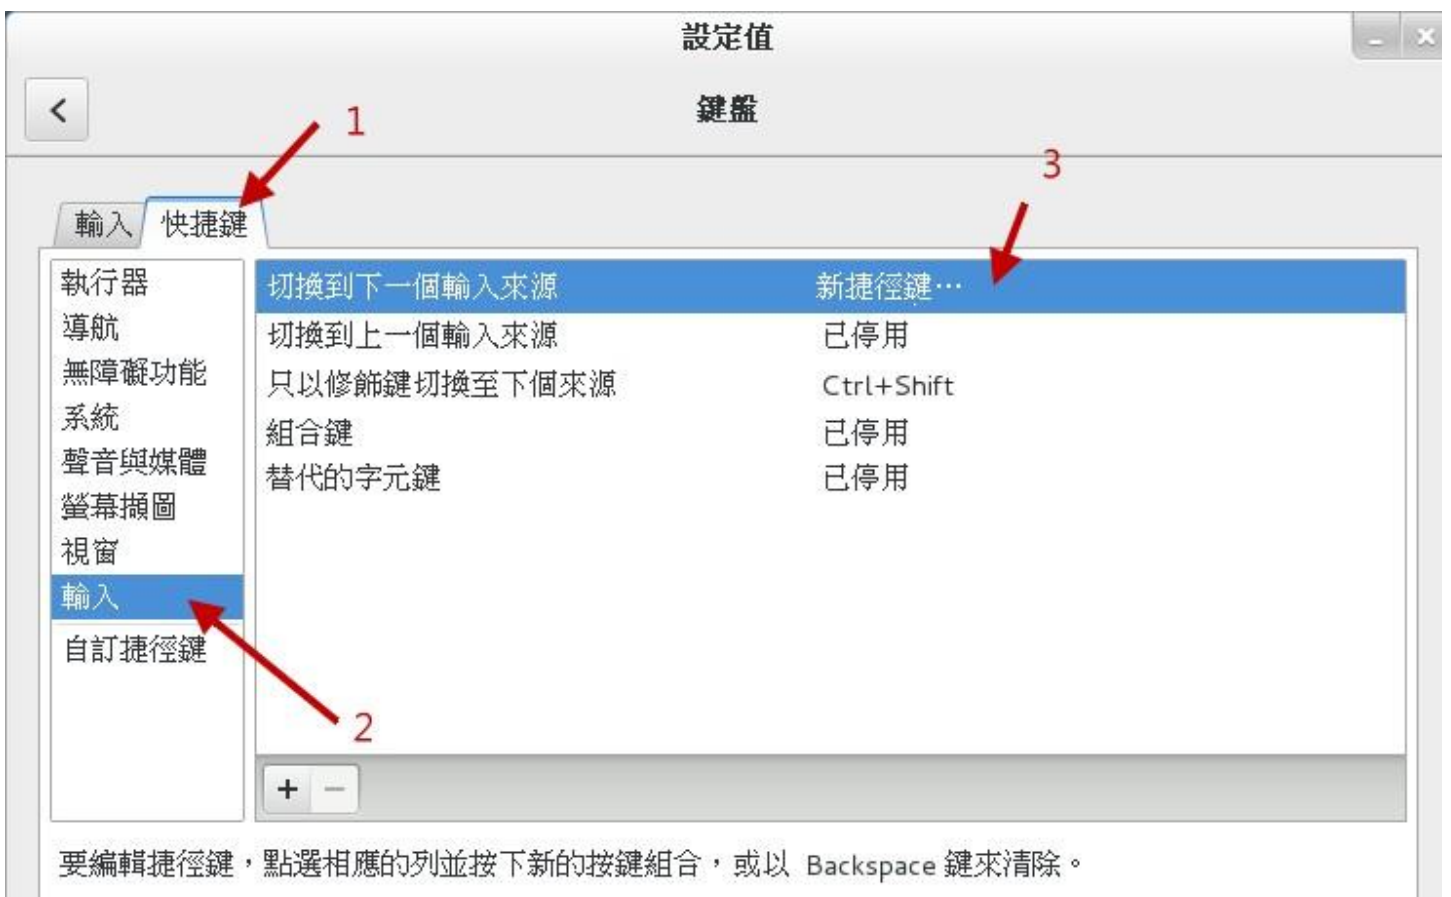 設定值
鍵盤
1
3
輸入 快捷鍵
執行器
導航
無障礙功能
系統
聲音與媒體
螢幕擷圖
視窗
輸入
自訂捷徑鍵
切換到下一個輸入來源 新捷徑鍵…
切換到上一個輸入來源 已停用
只以修飾鍵切換至下個來源 Ctrl+Shift
組合鍵 已停用
替代的字元鍵 已停用
2
要編輯捷徑鍵，點選相應的列並按下新的按鍵組合，或以 Backspace 鍵來清除。